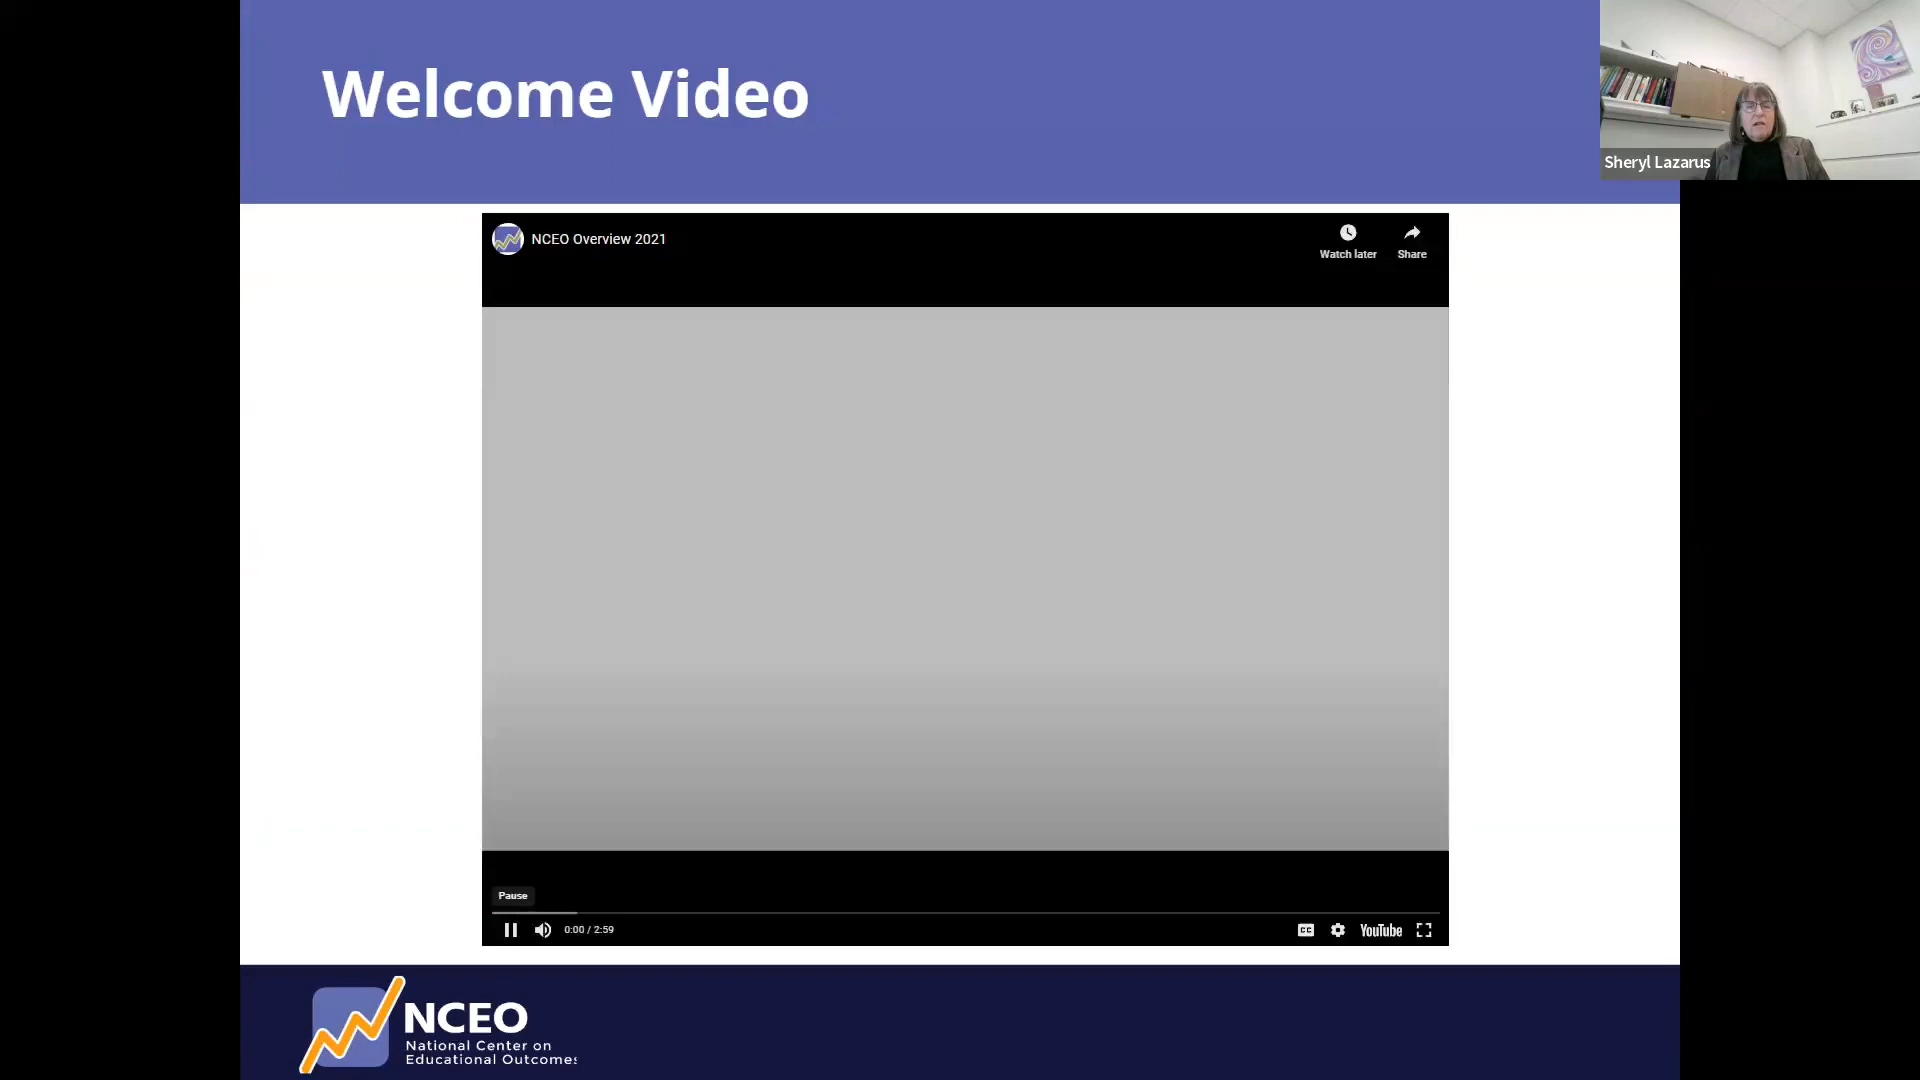 Welcome Video
Sheryl Lazarus
NCEO Overview 2021
Watch later
Share
Pause
0:00 / 2:59
CC
YouTube
NCEO
National Center on
Educational Outcomes